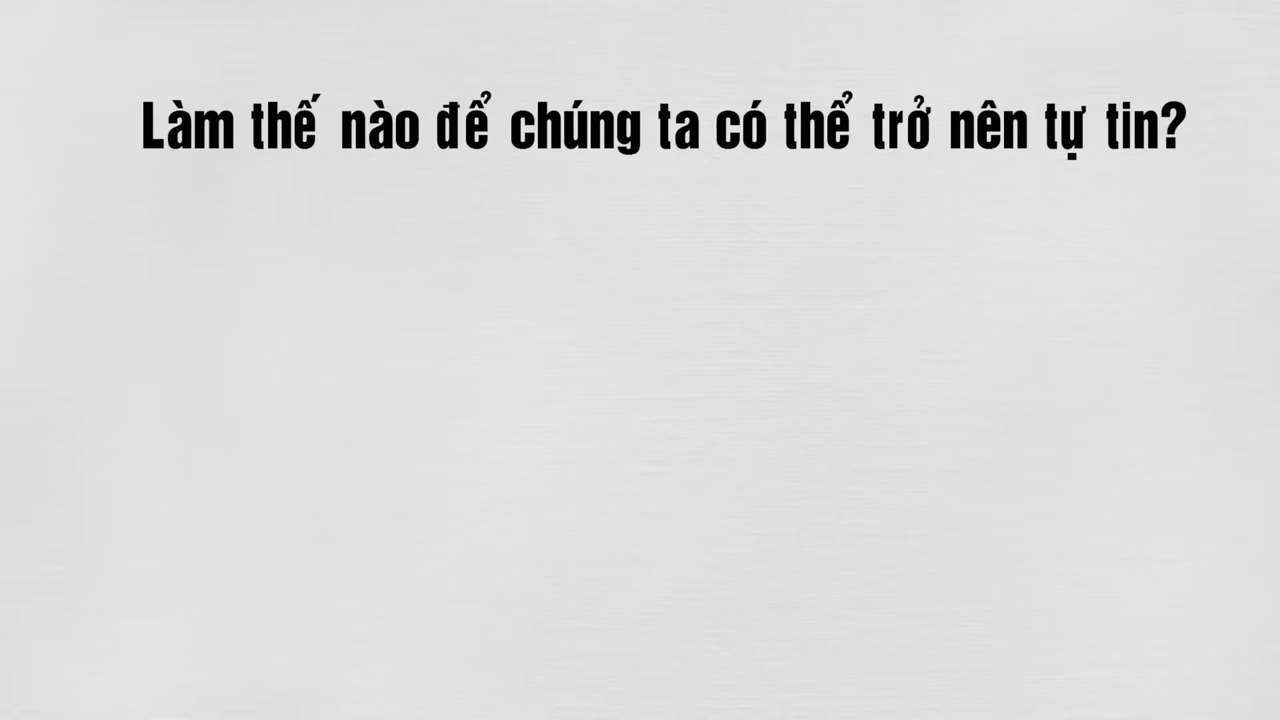 Làm thế nào để chúng ta có thể trở nên tự tin?